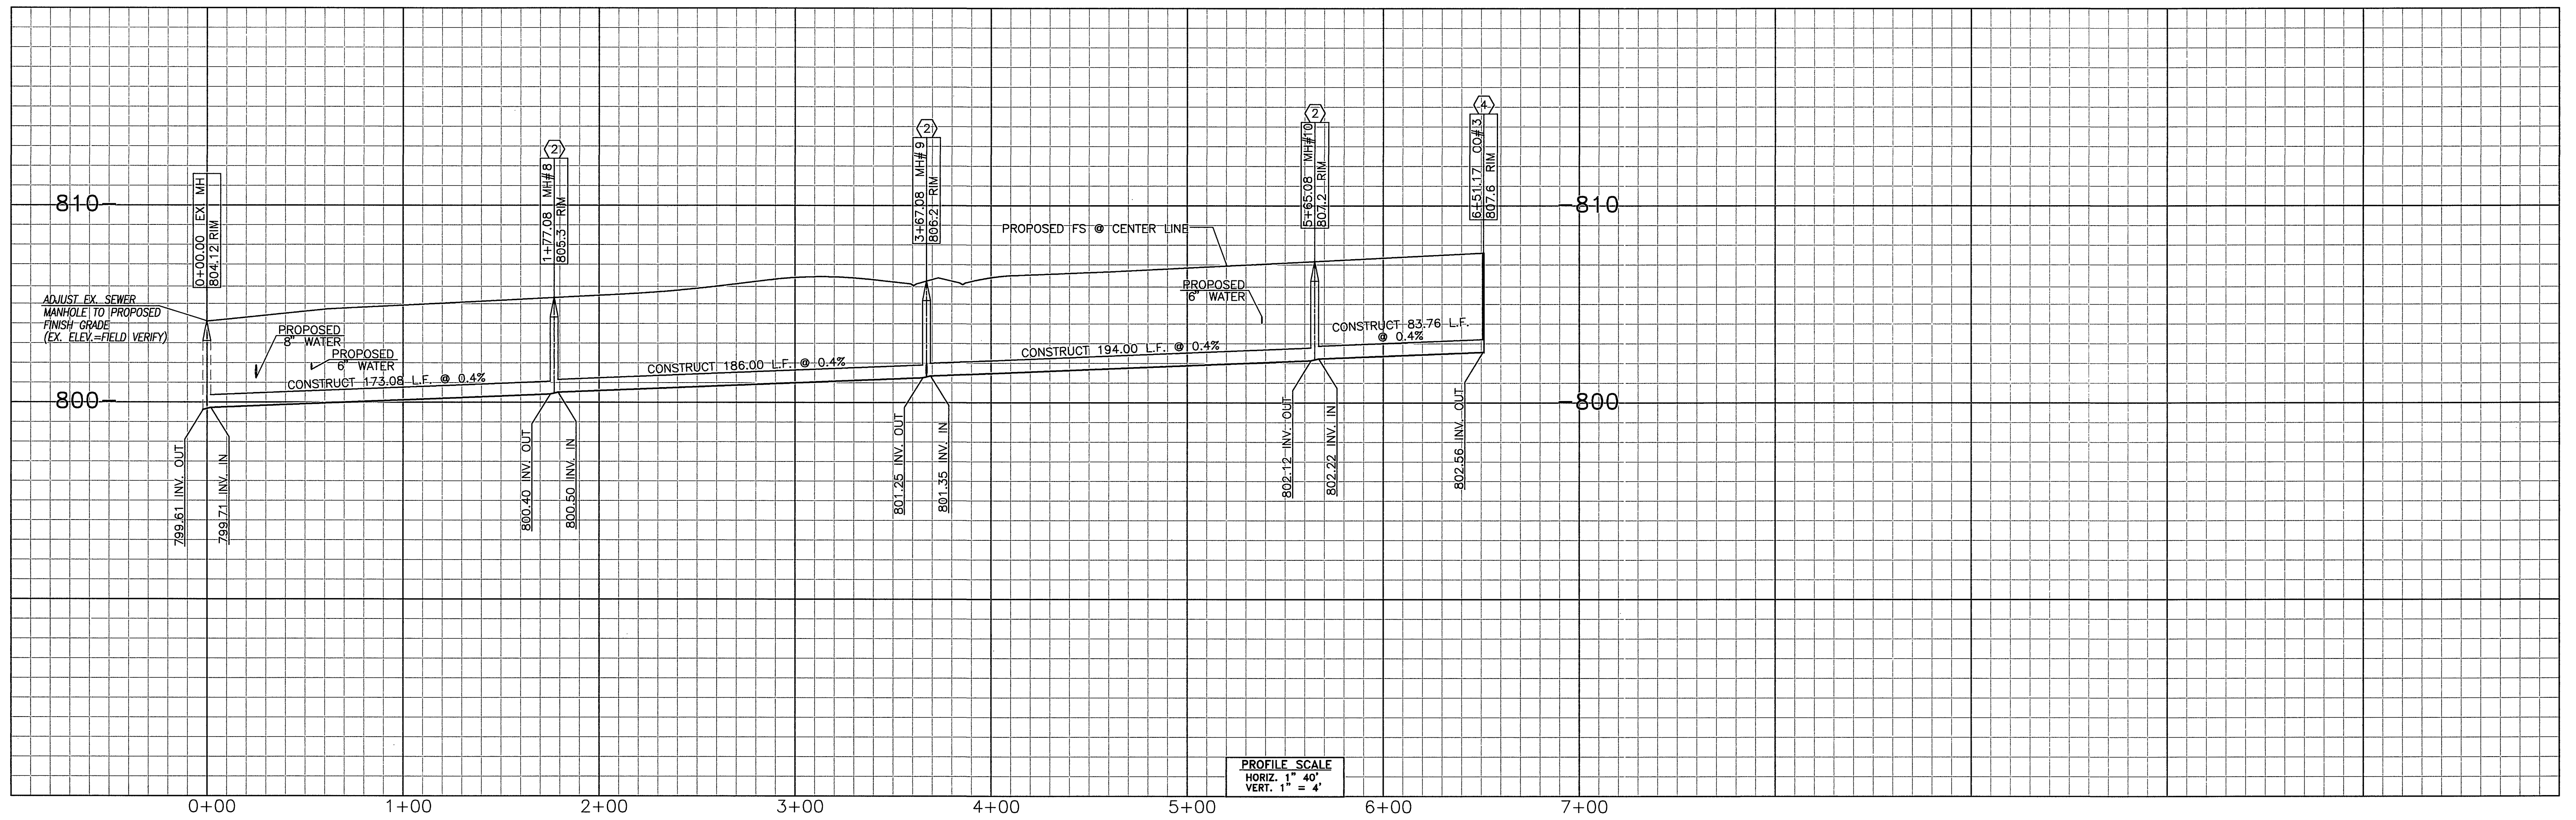 0+00.00 EX MH
804.12 RIM
2
1+77.08 MH#8
805.3 RIM
2
3+67.08 MH#9
806.2 RIM
2
5+65.08 MH#10
807.2 RIM
4
6+51.17 CO#3
807.6 RIM
810
810
PROPOSED FS @ CENTER LINE
ADJUST EX. SEWER
MANHOLE TO PROPOSED
FINISH GRADE
(EX. ELEV.=FIELD VERIFY)
PROPOSED
8" WATER
PROPOSED
6" WATER
PROPOSED
6" WATER
CONSTRUCT 173.08 L.F. @ 0.4%
CONSTRUCT 186.00 L.F. @ 0.4%
CONSTRUCT 194.00 L.F. @ 0.4%
CONSTRUCT 83.76 L.F.
@ 0.4%
800
800
799.61 INV. OUT
799.71 INV. IN
800.40 INV. OUT
800.50 INV. IN
801.25 INV. OUT
801.35 INV. IN
802.12 INV. OUT
802.22 INV. IN
802.56 INV. OUT
PROFILE SCALE
HORIZ. 1" 40'
VERT. 1" = 4'
0+00
1+00
2+00
3+00
4+00
5+00
6+00
7+00